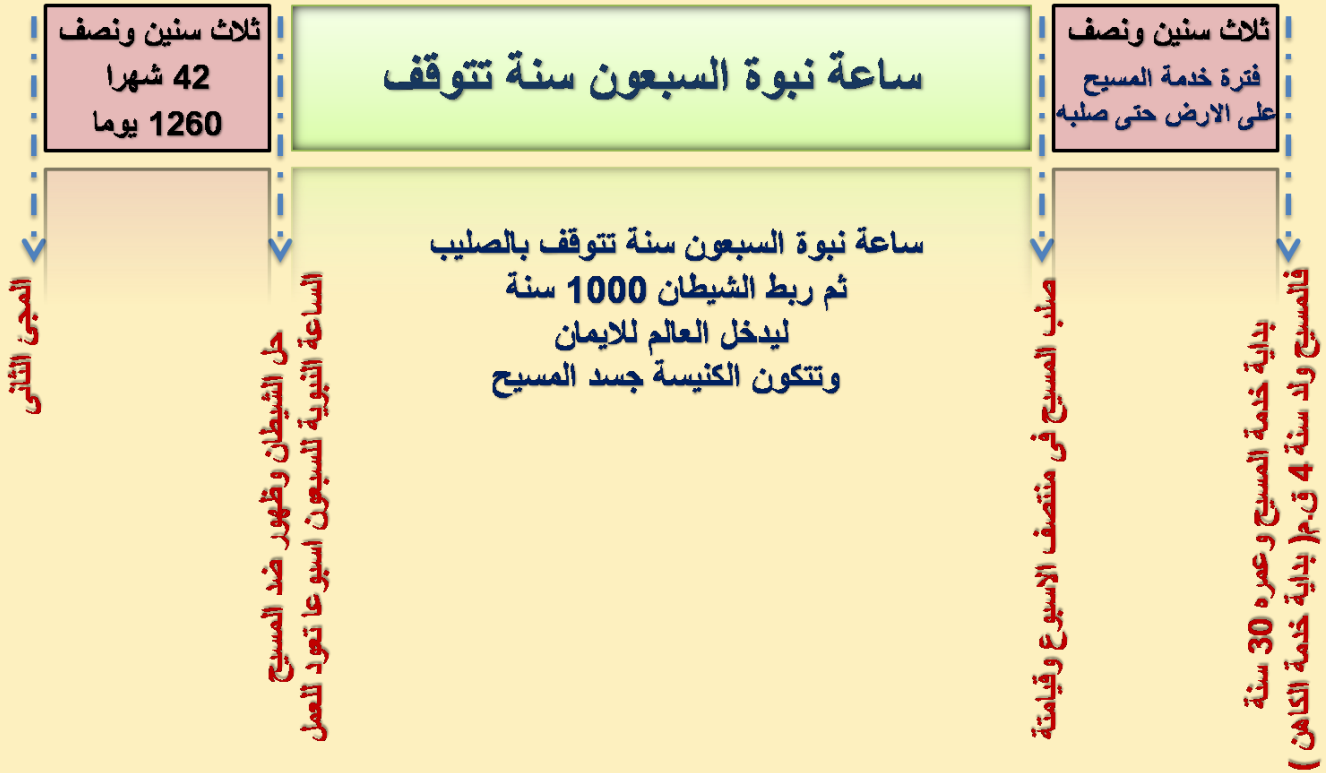 ثلاث سنين ونصف
فترة خدمة المسيح
على الارض حتى صلبه
ساعة نبوة السبعون سنة تتوقف
ثلاث سنين ونصف
42 شهرا
1260 يوما
ساعة نبوة السبعون سنة تتوقف بالصليب
ثم ربط الشيطان 1000 سنة
ليدخل العالم للايمان
وتتكون الكنيسة جسد المسيح
فالمسيح ولد سنة 4 ق.م( بداية خدمة الكاهن )
بداية خدمة المسيح وعمره 30 سنة
صلب المسيح فى منتصف الاسبوع وقيامتة
الساعة النبوية للسبعون اسبوعا تعود للعمل
حل الشيطان وظهور ضد المسيح
المجئ الثانى